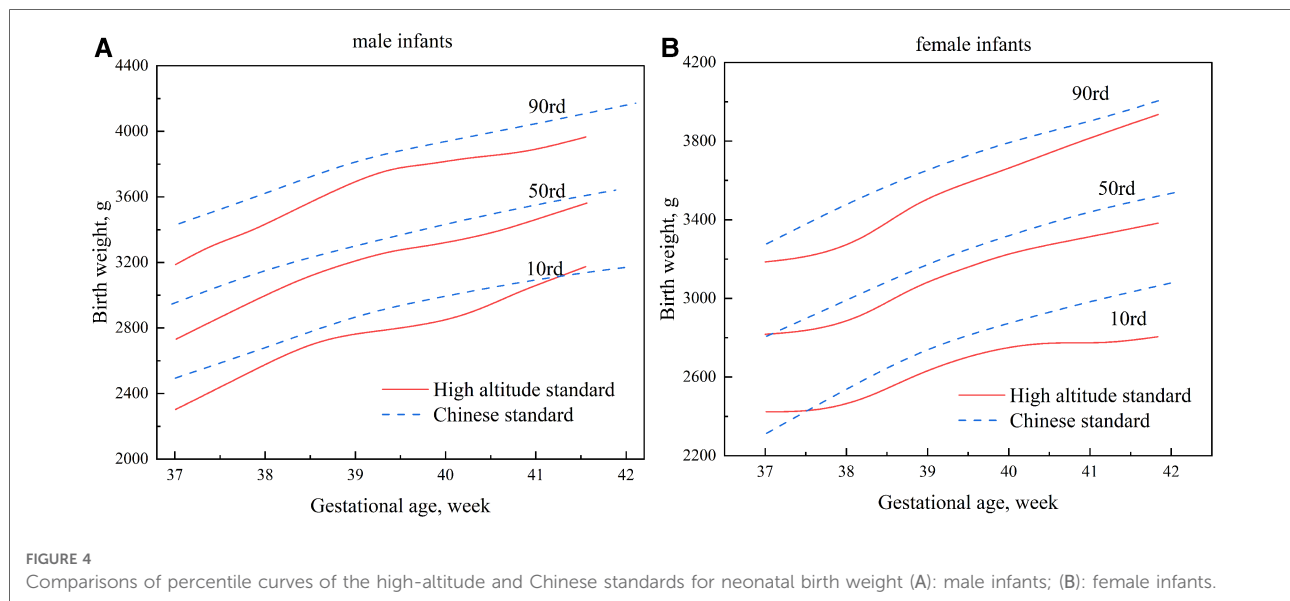 A
male infants
4400
4000
3600
3200
2800
2400
2000
Birth weight, g
90rd
50rd
10rd
High altitude standard
Chinese standard
37 38 39 40 41 42
Gestational age, week
B
female infants
4200
3800
3400
3000
2600
2200
Birth weight, g
90rd
50rd
10rd
High altitude standard
Chinese standard
37 38 39 40 41 42
Gestational age, week
FIGURE 4
Comparisons of percentile curves of the high-altitude and Chinese standards for neonatal birth weight (A): male infants; (B): female infants.